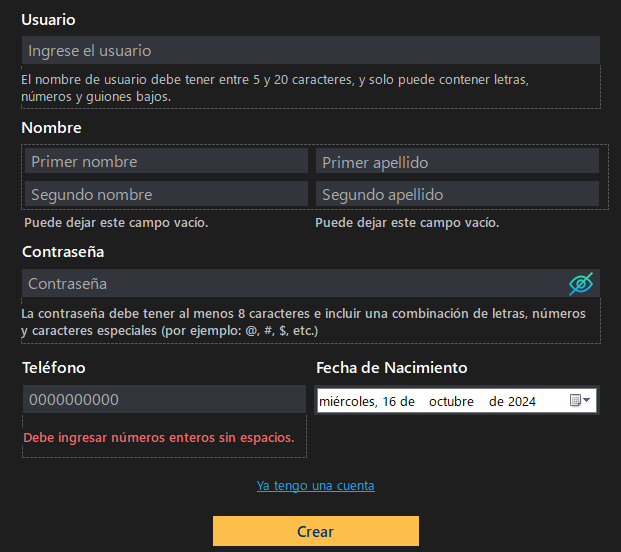 Usuario
Ingrese el usuario
El nombre de usuario debe tener entre 5 y 20 caracteres, y solo puede contener letras,
números y guiones bajos.
Nombre
Primer nombre
Primer apellido
Segundo nombre
Segundo apellido
Puede dejar este campo vacío.
Puede dejar este campo vacío.
Contraseña
Contraseña
La contraseña debe tener al menos 8 caracteres e incluir una combinación de letras, números
y caracteres especiales (por ejemplo: @, #, $, etc.)
Teléfono
Fecha de Nacimiento
0000000000
miércoles, 16 de octubre de 2024
Debe ingresar números enteros sin espacios.
Ya tengo una cuenta
Crear